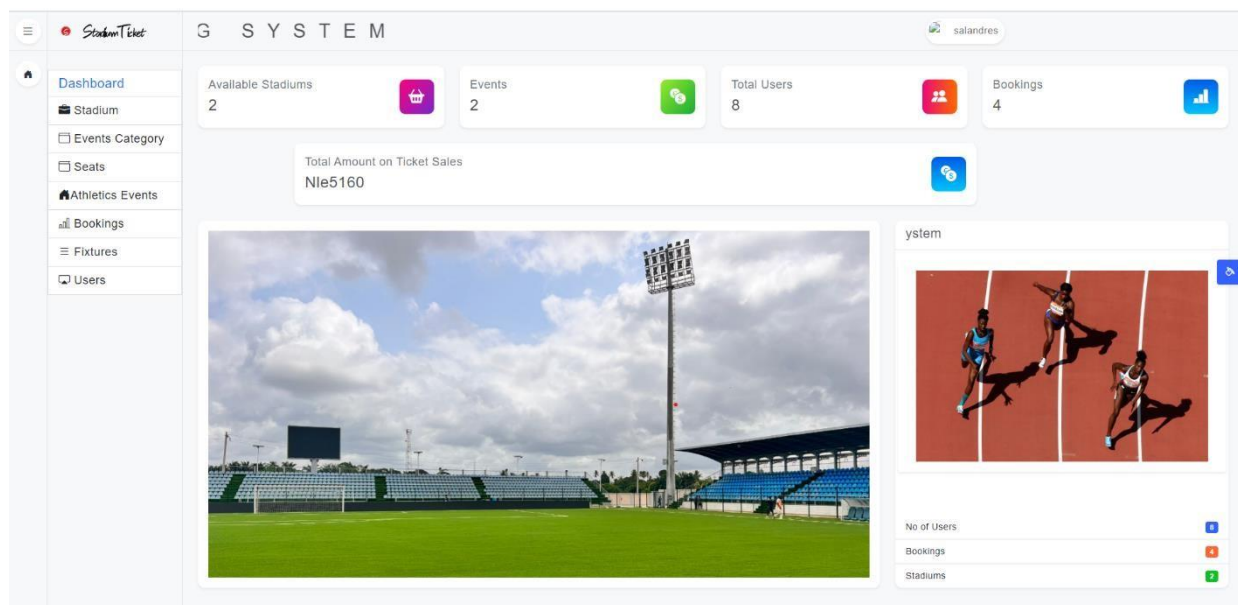 StadiumTicket
G SYSTEM
salandres
Dashboard
Stadium
Events Category
Seats
Athletics Events
Bookings
Fixtures
Users
Available Stadiums
2
Events
2
Total Users
8
Bookings
4
Total Amount on Ticket Sales
Nle5160
ystem
No of Users
8
Bookings
4
Stadiums
2